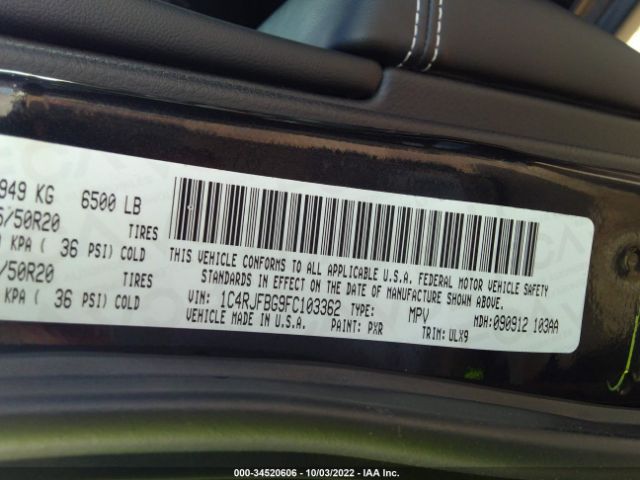 949 KG 6500 LB
/50R20 TIRES
KPA ( 36 PSI) COLD
/50R20 TIRES
KPA ( 36 PSI) COLD
THIS VEHICLE CONFORMS TO ALL APPLICABLE U.S.A. FEDERAL MOTOR VEHICLE SAFETY
STANDARDS IN EFFECT ON THE DATE OF MANUFACTURE SHOWN ABOVE.
VIN: 1C4RJFBG9FC103362 TYPE: MPV MDH: 090912 103AA
VEHICLE MADE IN U.S.A. PAINT: PXR TRIM: ULX9
000-34520606 - 10/03/2022 - IAA Inc.